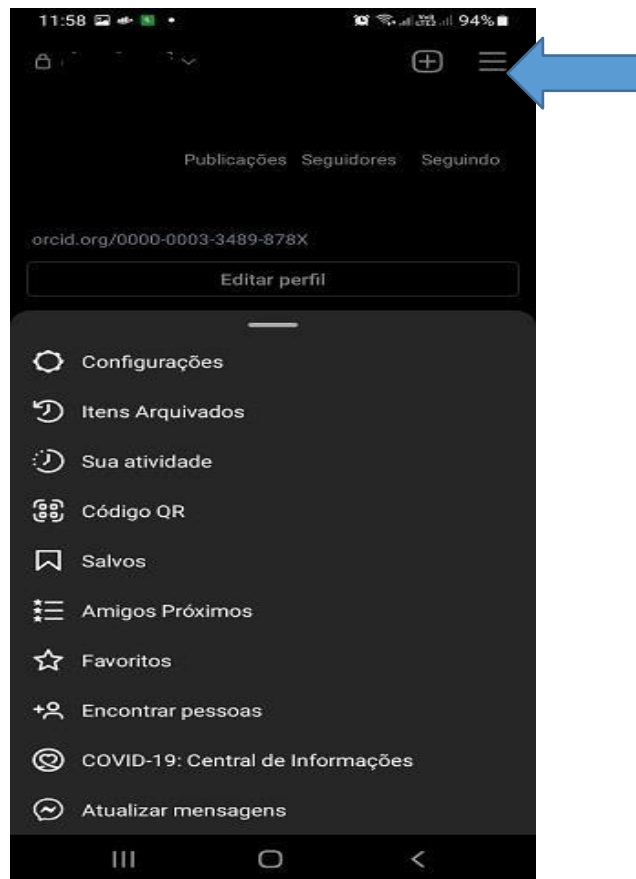 11:58 94%
Publicações Seguidores Seguindo
orcid.org/0000-0003-3489-878X
Editar perfil
Configurações
Itens Arquivados
Sua atividade
Código QR
Salvos
Amigos Próximos
Favoritos
Encontrar pessoas
COVID-19: Central de Informações
Atualizar mensagens